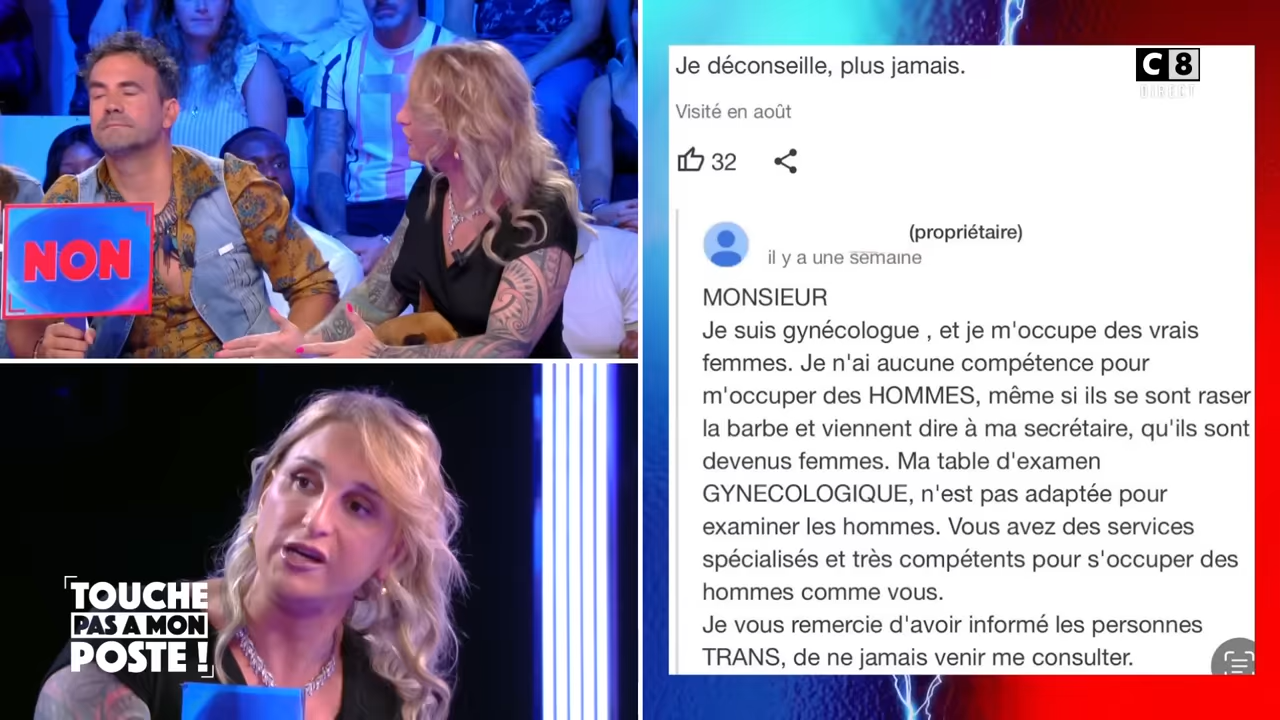 NON
TOUCHE
PAS A MON
POSTE !
C8
DIRECT
Je déconseille, plus jamais.
Visité en août
32
(propriétaire)
il y a une semaine
MONSIEUR
Je suis gynécologue , et je m'occupe des vrais
femmes. Je n'ai aucune compétence pour
m'occuper des HOMMES, même si ils se sont raser
la barbe et viennent dire à ma secrétaire, qu'ils sont
devenus femmes. Ma table d'examen
GYNECOLOGIQUE, n'est pas adaptée pour
examiner les hommes. Vous avez des services
spécialisés et très compétents pour s'occuper des
hommes comme vous.
Je vous remercie d'avoir informé les personnes
TRANS, de ne jamais venir me consulter.